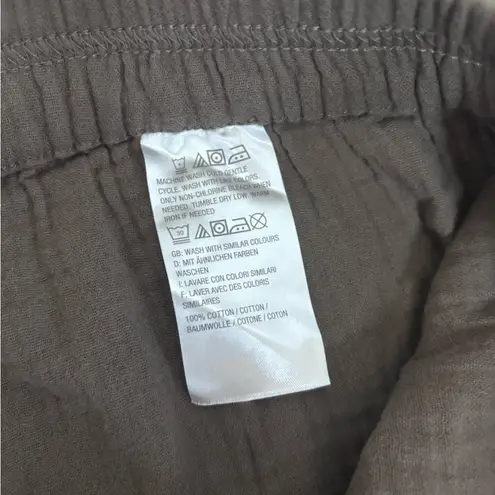 MACHINE WASH COLD GENTLE
CYCLE. WASH WITH LIKE COLORS.
ONLY NON-CHLORINE BLEACH WHEN
NEEDED. TUMBLE DRY LOW. WARM
IRON IF NEEDED
30
GB: WASH WITH SIMILAR COLOURS
D: MIT ÄHNLICHEN FARBEN
WASCHEN
I: LAVARE CON COLORI SIMILARI
F: LAVER AVEC DES COLORIS
SIMILAIRES
100% COTTON / COTTON /
BAUMWOLLE / COTONE / COTON